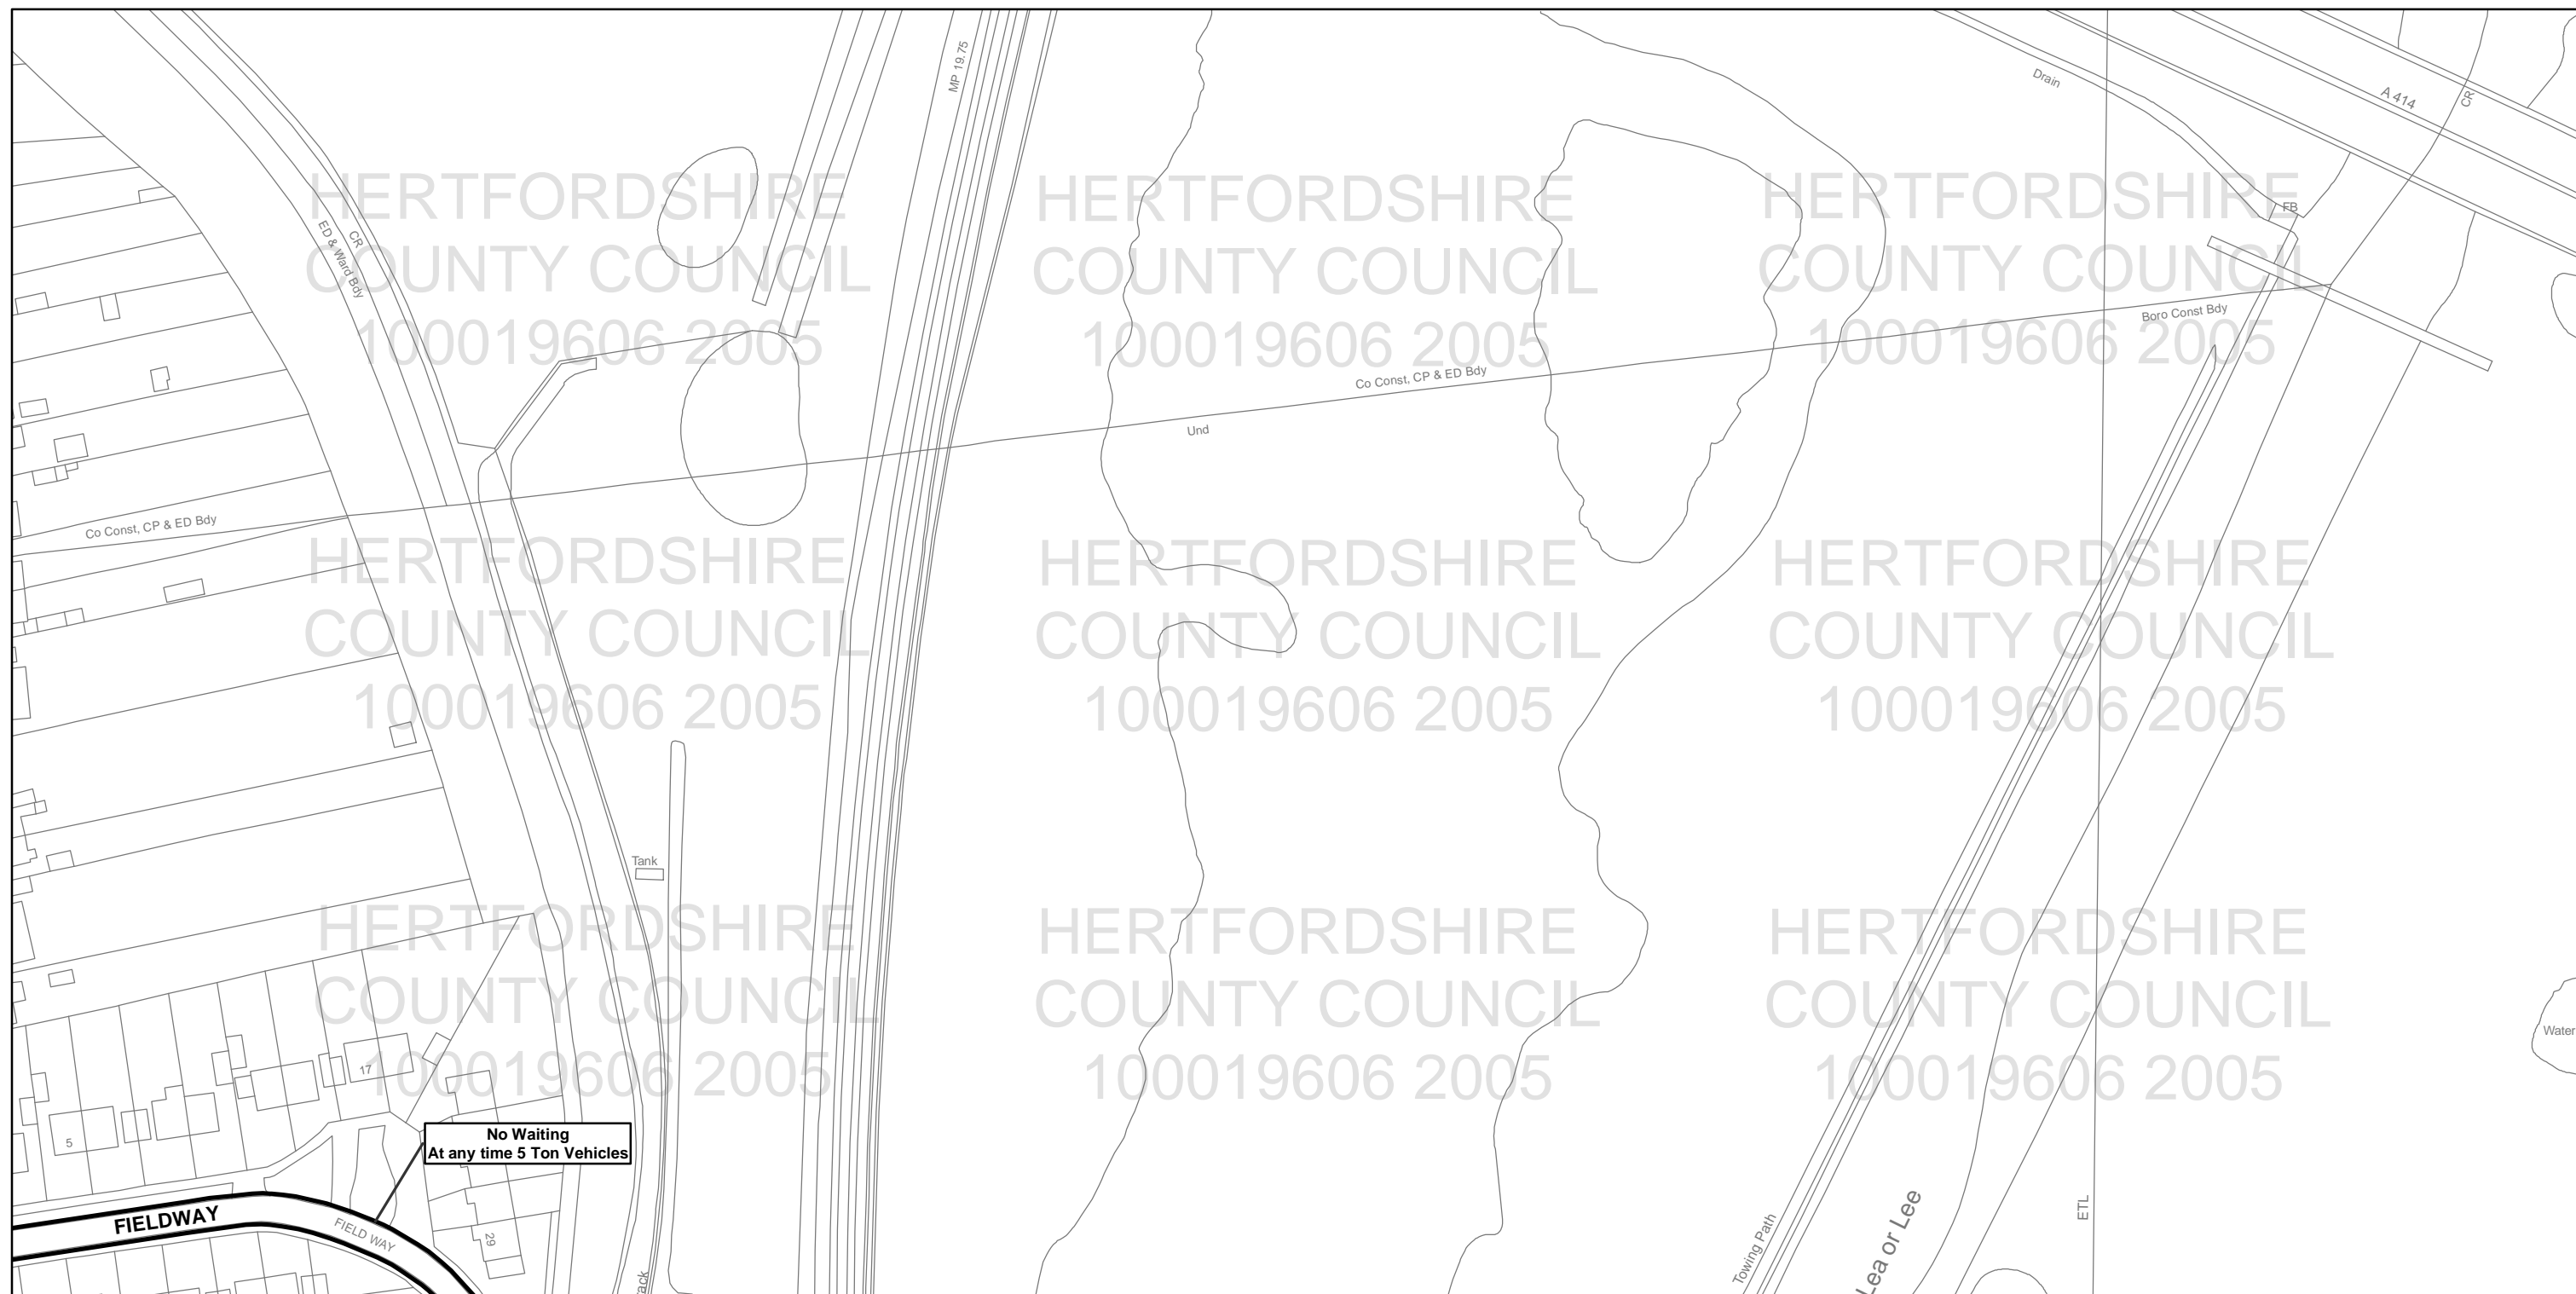 MP 19.75
Drain
A 414
CR
HERTFORDSHIRE
COUNTY COUNCIL
100019606 2005
HERTFORDSHIRE
COUNTY COUNCIL
100019606 2005
HERTFORDSHIRE
COUNTY COUNCIL
100019606 2005
FB
CR
ED & Ward Bdy
Boro Const Bdy
Co Const, CP & ED Bdy
Und
Co Const, CP & ED Bdy
HERTFORDSHIRE
COUNTY COUNCIL
100019606 2005
HERTFORDSHIRE
COUNTY COUNCIL
100019606 2005
HERTFORDSHIRE
COUNTY COUNCIL
100019606 2005
Tank
HERTFORDSHIRE
COUNTY COUNCIL
100019606 2005
HERTFORDSHIRE
COUNTY COUNCIL
100019606 2005
HERTFORDSHIRE
COUNTY COUNCIL
100019606 2005
Water
17
5
No Waiting
At any time 5 Ton Vehicles
FIELDWAY
FIELD WAY
29
Towing Path
Lea or Lee
ETL